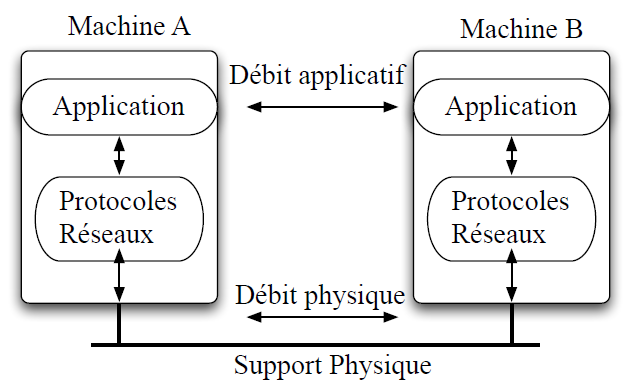 Machine A
Machine B
Débit applicatif
Application
Application
Protocoles
Réseaux
Protocoles
Réseaux
Débit physique
Support Physique